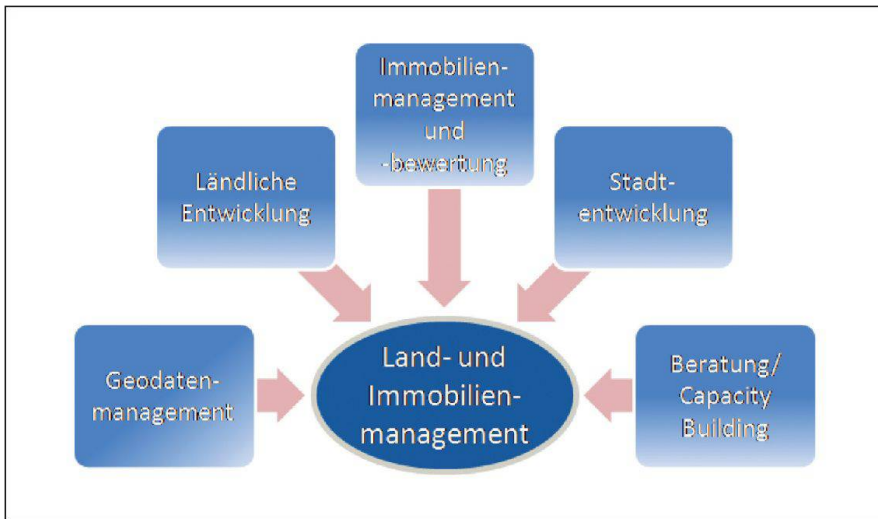 Immobilien-
management
und
-bewertung
Ländliche
Entwicklung
Stadt-
entwicklung
Geodaten-
management
Land- und
Immobilien-
management
Beratung/
Capacity
Building